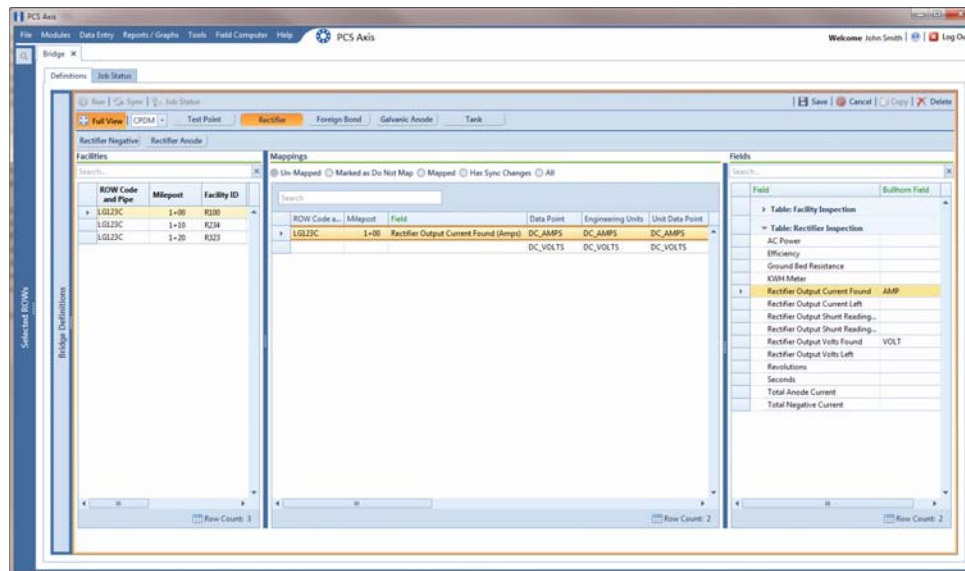 PCS Axis
File Modules Data Entry Reports / Graphs Tools Field Computer Help PCS Axis Welcome John Smith Log Ou
Bridge X
Definitions Job Status
Run Sync Job Status Save Cancel Copy Delete
Full View CPDM Test Point Rectifier Foreign Bond Galvanic Anode Tank
Rectifier Negative Rectifier Anode
Facilities Mappings Fields
Search... Un-Mapped Marked as Do Not Map Mapped Has Sync Changes All Search...
ROW Code and Pipe Milepost Facility ID
LG123C 1+00 R100
LG123C 1+10 R234
LG123C 1+20 R323
Row Count: 3
Search
ROW Code a... Milepost Field Data Point Engineering Units Unit Data Point
LG123C 1+00 Rectifier Output Current Found (Amps) DC_AMPS DC_AMPS DC_AMPS
DC_VOLTS DC_VOLTS DC_VOLTS
Row Count: 2
Field Bullhorn Field
Table: Facility Inspection
Table: Rectifier Inspection
AC Power
Efficiency
Ground Bed Resistance
KWH Meter
Rectifier Output Current Found AMP
Rectifier Output Current Left
Rectifier Output Shunt Reading...
Rectifier Output Shunt Reading...
Rectifier Output Volts Found VOLT
Rectifier Output Volts Left
Revolutions
Seconds
Total Anode Current
Total Negative Current
Row Count: 2
Selected ROWs
Bridge Definitions